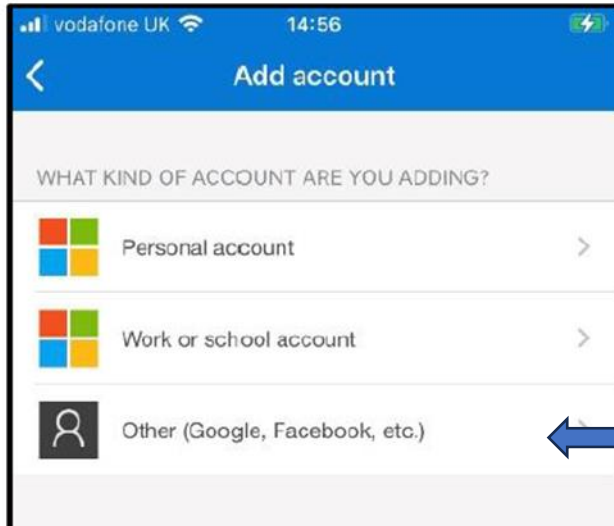 vodafone UK 14:56
Add account
WHAT KIND OF ACCOUNT ARE YOU ADDING?
Personal account
Work or school account
Other (Google, Facebook, etc.)